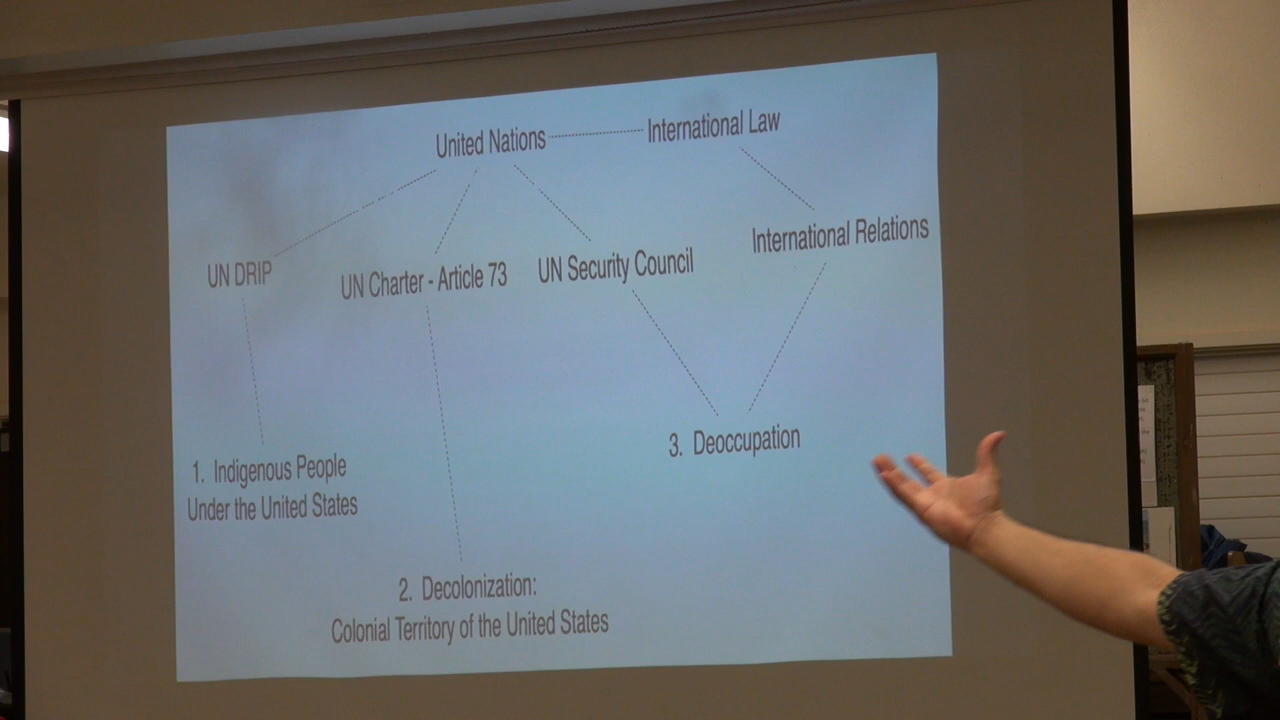 United Nations
International Law
UN DRIP
UN Charter - Article 73
UN Security Council
International Relations
1. Indigenous People
Under the United States
3. Deoccupation
2. Decolonization:
Colonial Territory of the United States